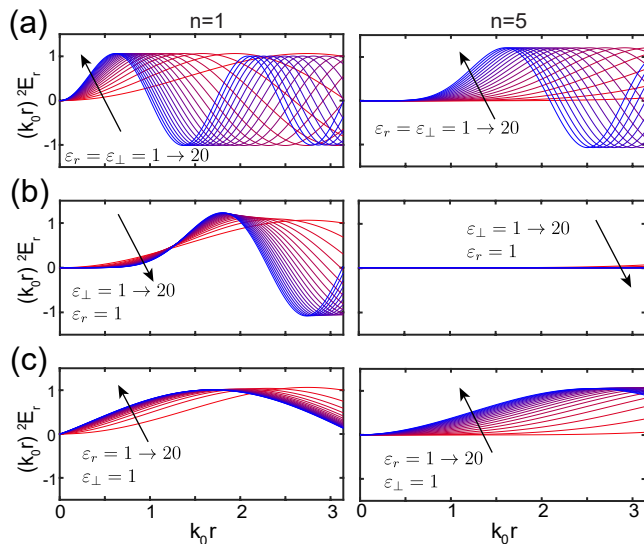 n=1
n=5
(a)
(k₀r) ²Eᵣ
1
0
-1
εᵣ = ε⊥ = 1 → 20
εᵣ = ε⊥ = 1 → 20
(b)
(k₀r) ²Eᵣ
1
0
-1
ε⊥ = 1 → 20
εᵣ = 1
ε⊥ = 1 → 20
εᵣ = 1
(c)
(k₀r) ²Eᵣ
1
0
-1
εᵣ = 1 → 20
ε⊥ = 1
εᵣ = 1 → 20
ε⊥ = 1
0 1 2 3
0 1 2 3
k₀r
k₀r